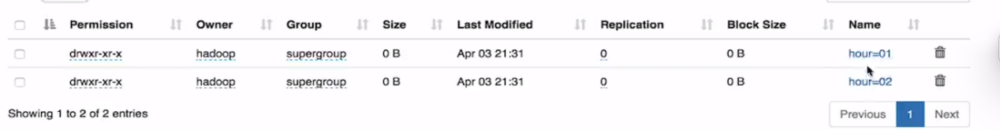 Permission Owner Group Size Last Modified Replication Block Size Name
drwxr-xr-x hadoop supergroup 0 B Apr 03 21:31 0 0 B hour=01
drwxr-xr-x hadoop supergroup 0 B Apr 03 21:31 0 0 B hour=02
Showing 1 to 2 of 2 entries Previous 1 Next